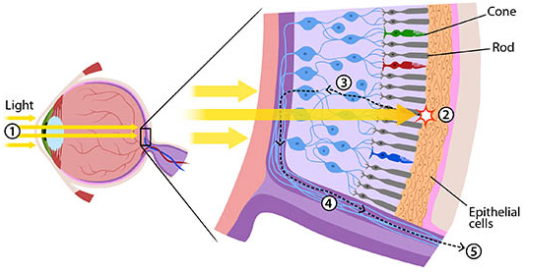 Cone
Rod
Light
①
③
②
④
Epithelial
cells
⑤